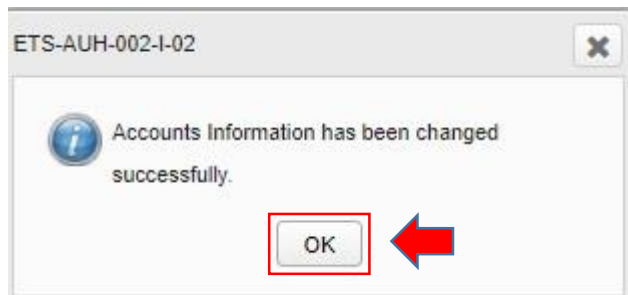 ETS-AUH-002-I-02
Accounts Information has been changed
successfully.
OK